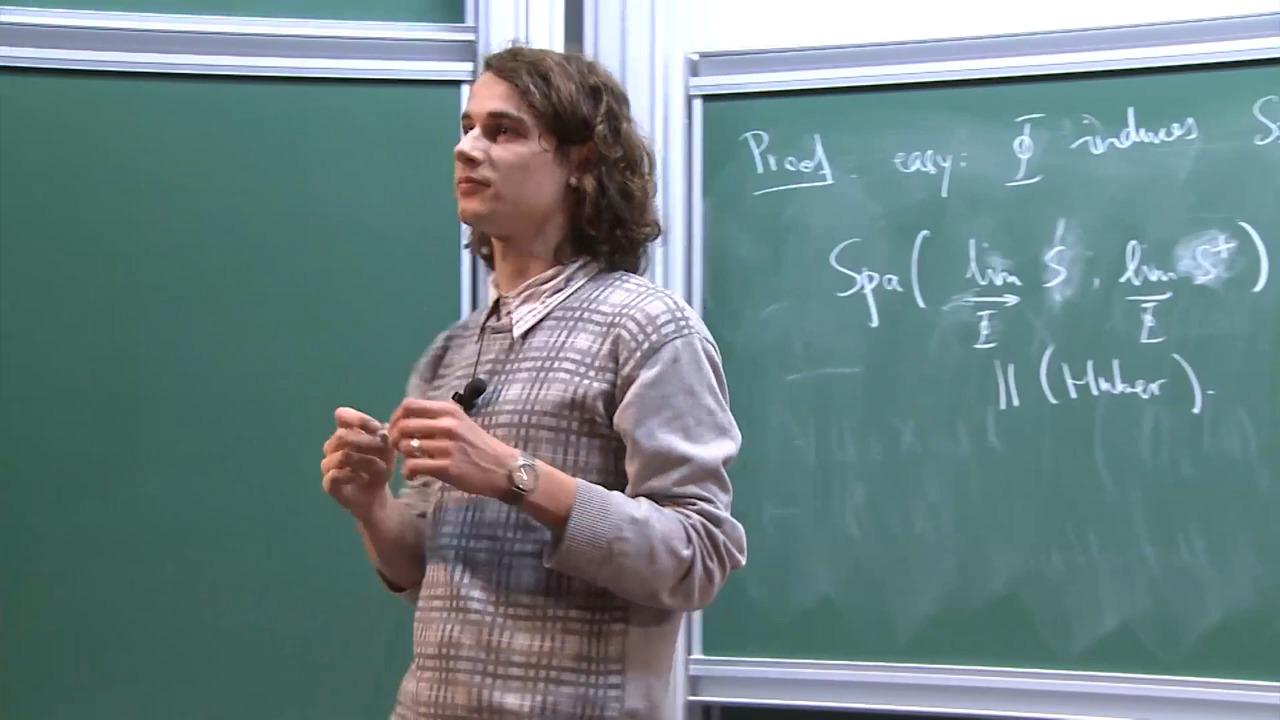 Proof. easy: Φ induces S
Spa( lim S, lim S⁺ )
Φ Φ
|| (Huber).